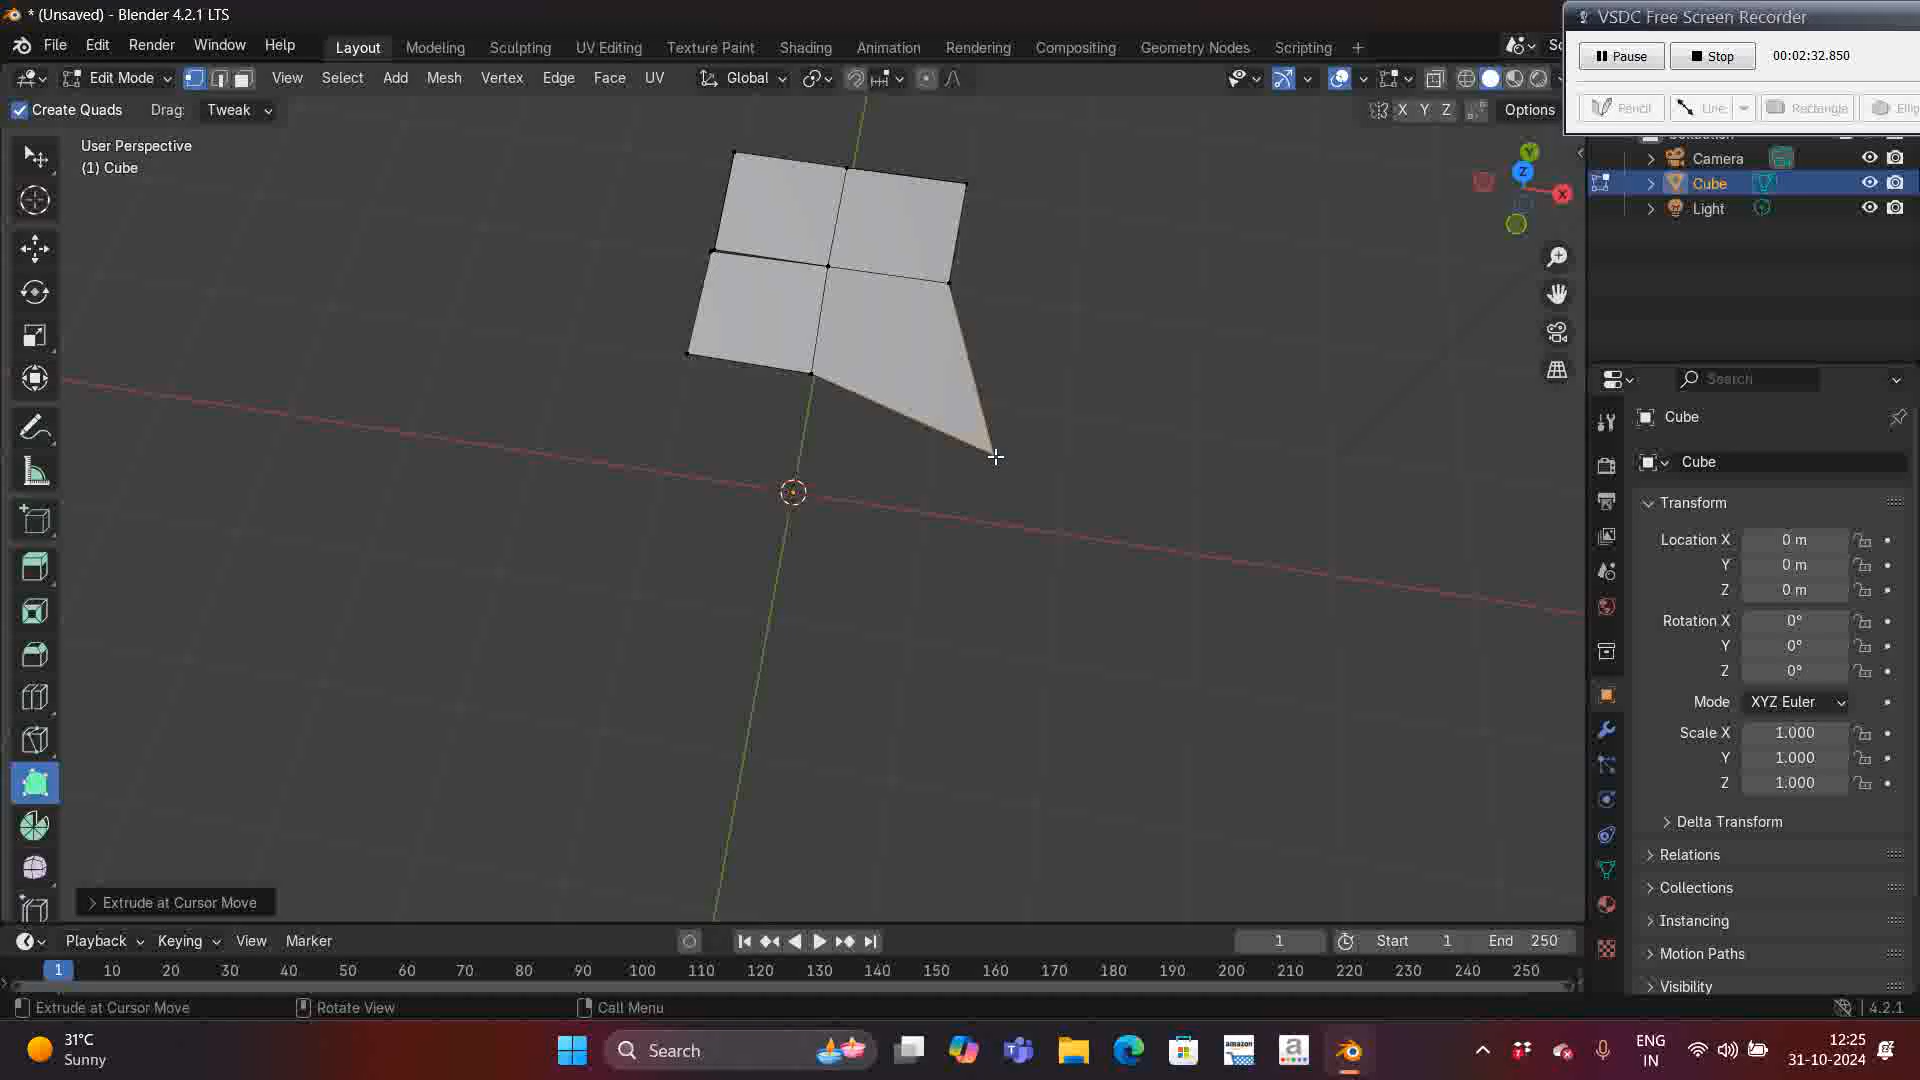 * (Unsaved) - Blender 4.2.1 LTS
VSDC Free Screen Recorder
File Edit Render Window Help Layout Modeling Sculpting UV Editing Texture Paint Shading Animation Rendering Compositing Geometry Nodes Scripting + Sc
Pause Stop 00:02:32.850
Edit Mode View Select Add Mesh Vertex Edge Face UV Global
Create Quads Drag: Tweak X Y Z Options
Pencil Line Rectangle Ellip
User Perspective
(1) Cube
Y
Z
X
Camera
Cube
Light
Search
Cube
Cube
Transform
Location X 0 m
Y 0 m
Z 0 m
Rotation X 0°
Y 0°
Z 0°
Mode XYZ Euler
Scale X 1.000
Y 1.000
Z 1.000
Delta Transform
Relations
Collections
Instancing
Motion Paths
Visibility
Extrude at Cursor Move
Playback Keying View Marker 1 Start 1 End 250
1 10 20 30 40 50 60 70 80 90 100 110 120 130 140 150 160 170 180 190 200 210 220 230 240 250
Extrude at Cursor Move Rotate View Call Menu 4.2.1
31°C
Sunny
Search
amazon
a
ENG
IN
12:25
31-10-2024